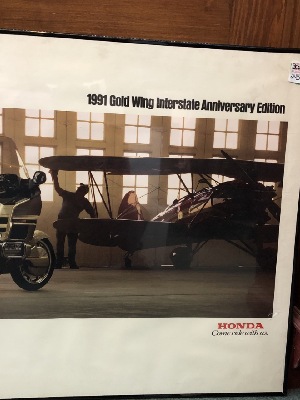 1991 Gold Wing Interstate Anniversary Edition
HONDA
Come ride with us.